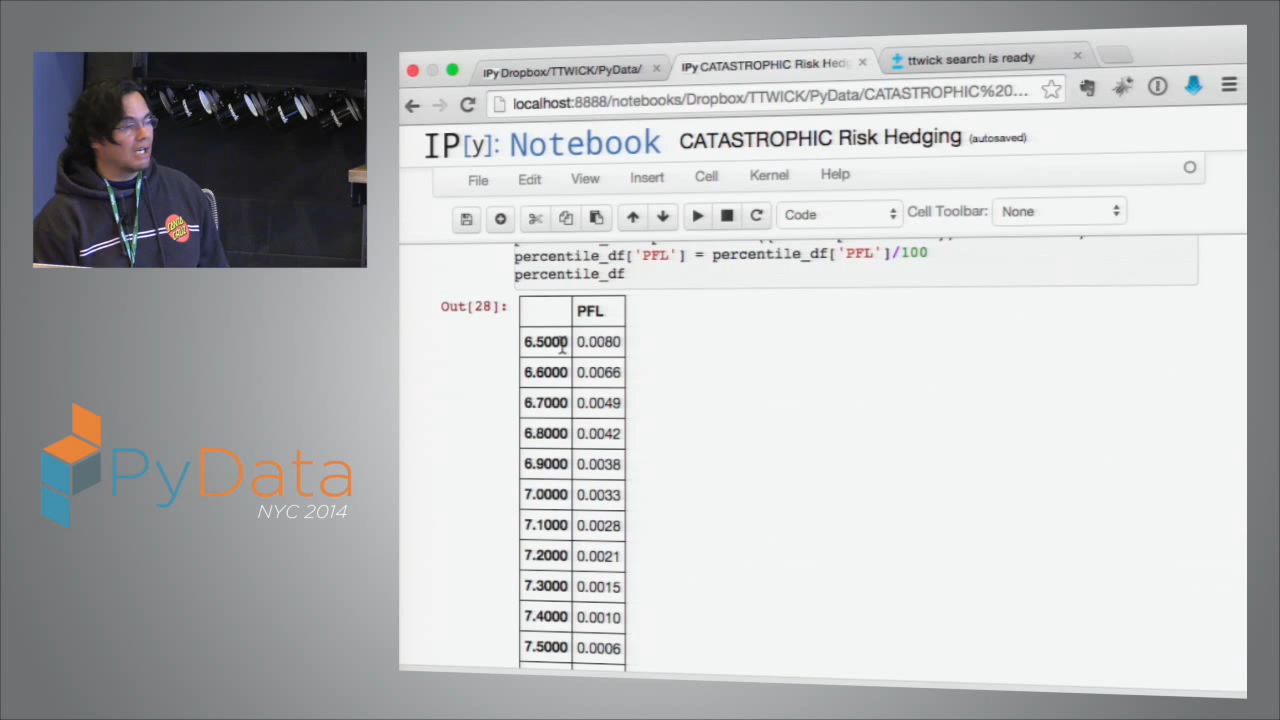 IPy Dropbox/TTWICK/PyData/
IPy CATASTROPHIC Risk Hedg
ttwick search is ready
localhost:8888/notebooks/Dropbox/TTWICK/PyData/CATASTROPHIC%20...
IP[y]: Notebook CATASTROPHIC Risk Hedging (autosaved)
File Edit View Insert Cell Kernel Help
Code Cell Toolbar: None
percentile_df['PFL'] = percentile_df['PFL']/100
percentile_df
Out[28]:
PFL
6.5000 0.0080
6.6000 0.0066
6.7000 0.0049
6.8000 0.0042
6.9000 0.0038
7.0000 0.0033
7.1000 0.0028
7.2000 0.0021
7.3000 0.0015
7.4000 0.0010
7.5000 0.0006
SANTA
CRUZ
PyData
NYC 2014